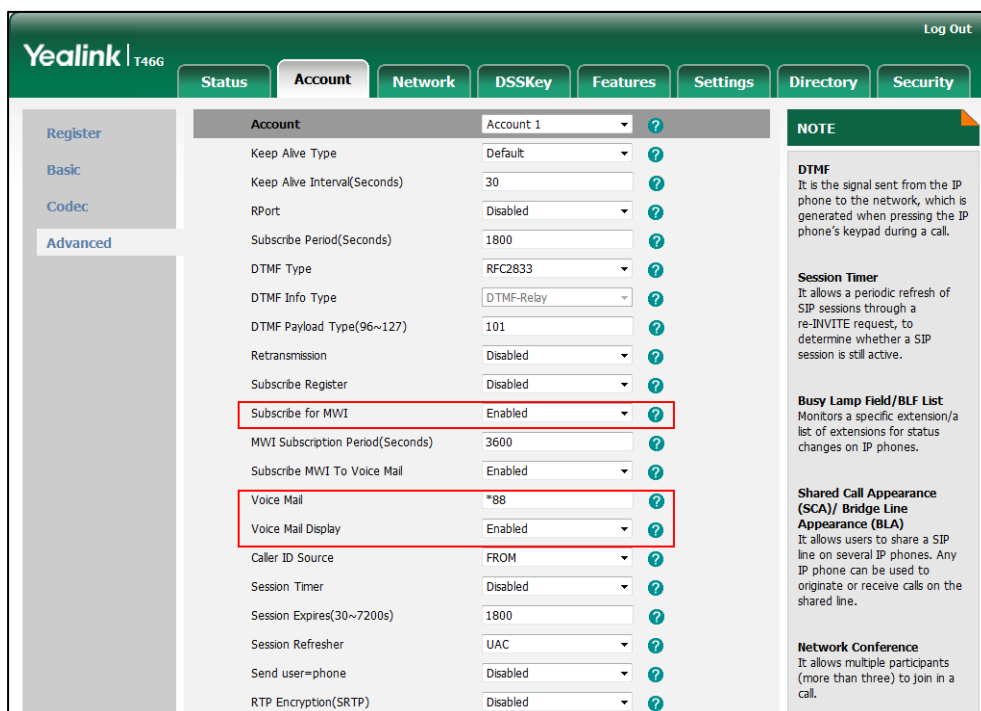 Log Out
Yealink T46G
Status Account Network DSSKey Features Settings Directory Security
Register
Basic
Codec
Advanced
Account Account 1 ?
Keep Alive Type Default ?
Keep Alive Interval(Seconds) 30 ?
RPort Disabled ?
Subscribe Period(Seconds) 1800 ?
DTMF Type RFC2833 ?
DTMF Info Type DTMF-Relay ?
DTMF Payload Type(96~127) 101 ?
Retransmission Disabled ?
Subscribe Register Disabled ?
Subscribe for MWI Enabled ?
MWI Subscription Period(Seconds) 3600 ?
Subscribe MWI To Voice Mail Enabled ?
Voice Mail *88 ?
Voice Mail Display Enabled ?
Caller ID Source FROM ?
Session Timer Disabled ?
Session Expires(30~7200s) 1800 ?
Session Refresher UAC ?
Send user=phone Disabled ?
RTP Encryption(SRTP) Disabled ?
NOTE
DTMF
It is the signal sent from the IP
phone to the network, which is
generated when pressing the IP
phone's keypad during a call.
Session Timer
It allows a periodic refresh of
SIP sessions through a
re-INVITE request, to
determine whether a SIP
session is still active.
Busy Lamp Field/BLF List
Monitors a specific extension/a
list of extensions for status
changes on IP phones.
Shared Call Appearance
(SCA)/ Bridge Line
Appearance (BLA)
It allows users to share a SIP
line on several IP phones. Any
IP phone can be used to
originate or receive calls on the
shared line.
Network Conference
It allows multiple participants
(more than three) to join in a
call.